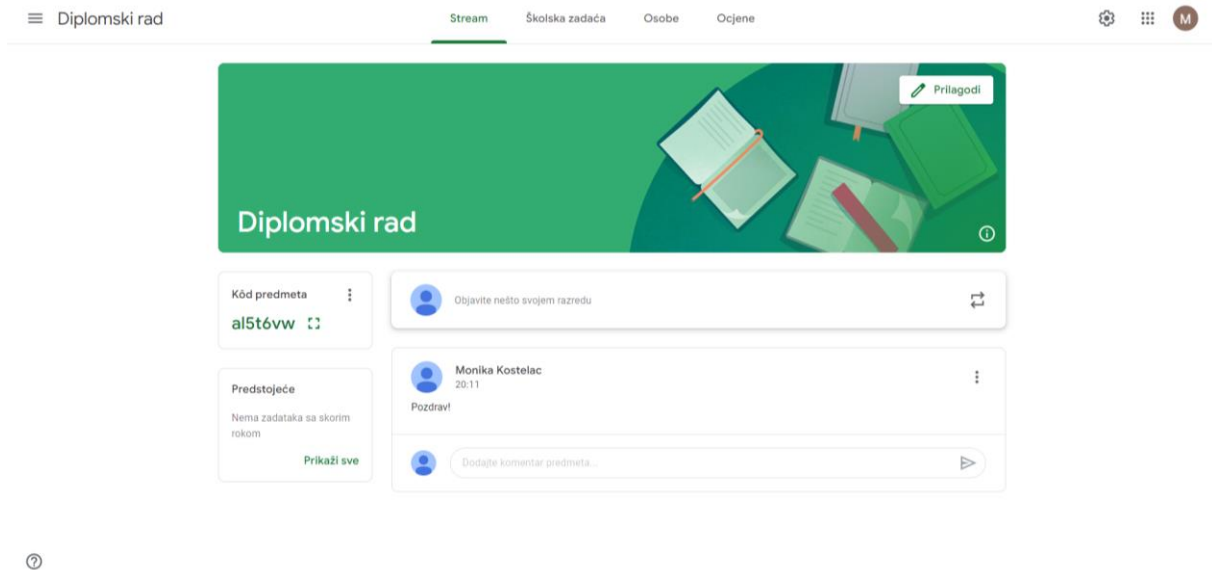 Diplomski rad
Stream
Školska zadaća
Osobe
Ocjene
M
Prilagodi
Diplomski rad
Kôd predmeta
al5t6vw
Objavite nešto svojem razredu
Monika Kostelac
20:11
Pozdrav!
Predstojeće
Nema zadataka sa skorim
rokom
Prikaži sve
Dodajte komentar predmeta...